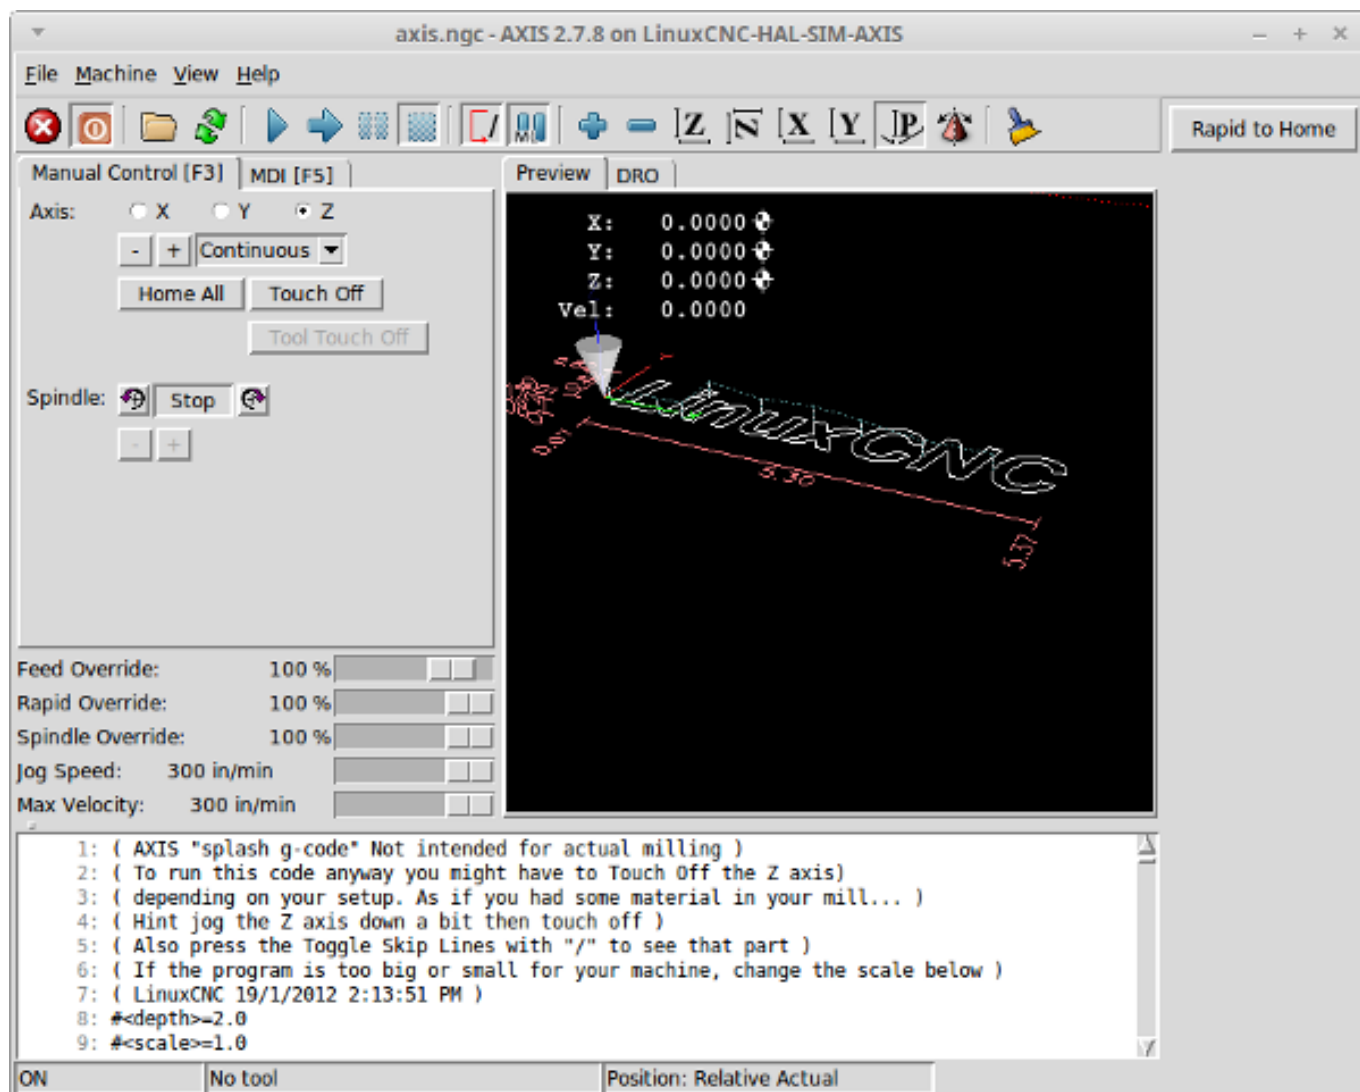 axis.ngc - AXIS 2.7.8 on LinuxCNC-HAL-SIM-AXIS
File Machine View Help
Z N X Y P
Rapid to Home
Manual Control [F3] MDI [F5]
Preview DRO
Axis: X Y Z
- + Continuous
Home All Touch Off
Tool Touch Off
Spindle: Stop
- +
X: 0.0000
Y: 0.0000
Z: 0.0000
Vel: 0.0000
LinuxCNC
5.30
5.37
Feed Override: 100 %
Rapid Override: 100 %
Spindle Override: 100 %
Jog Speed: 300 in/min
Max Velocity: 300 in/min
1: ( AXIS "splash g-code" Not intended for actual milling )
2: ( To run this code anyway you might have to Touch Off the Z axis)
3: ( depending on your setup. As if you had some material in your mill... )
4: ( Hint jog the Z axis down a bit then touch off )
5: ( Also press the Toggle Skip Lines with "/" to see that part )
6: ( If the program is too big or small for your machine, change the scale below )
7: ( LinuxCNC 19/1/2012 2:13:51 PM )
8: #<depth>=2.0
9: #<scale>=1.0
ON No tool Position: Relative Actual